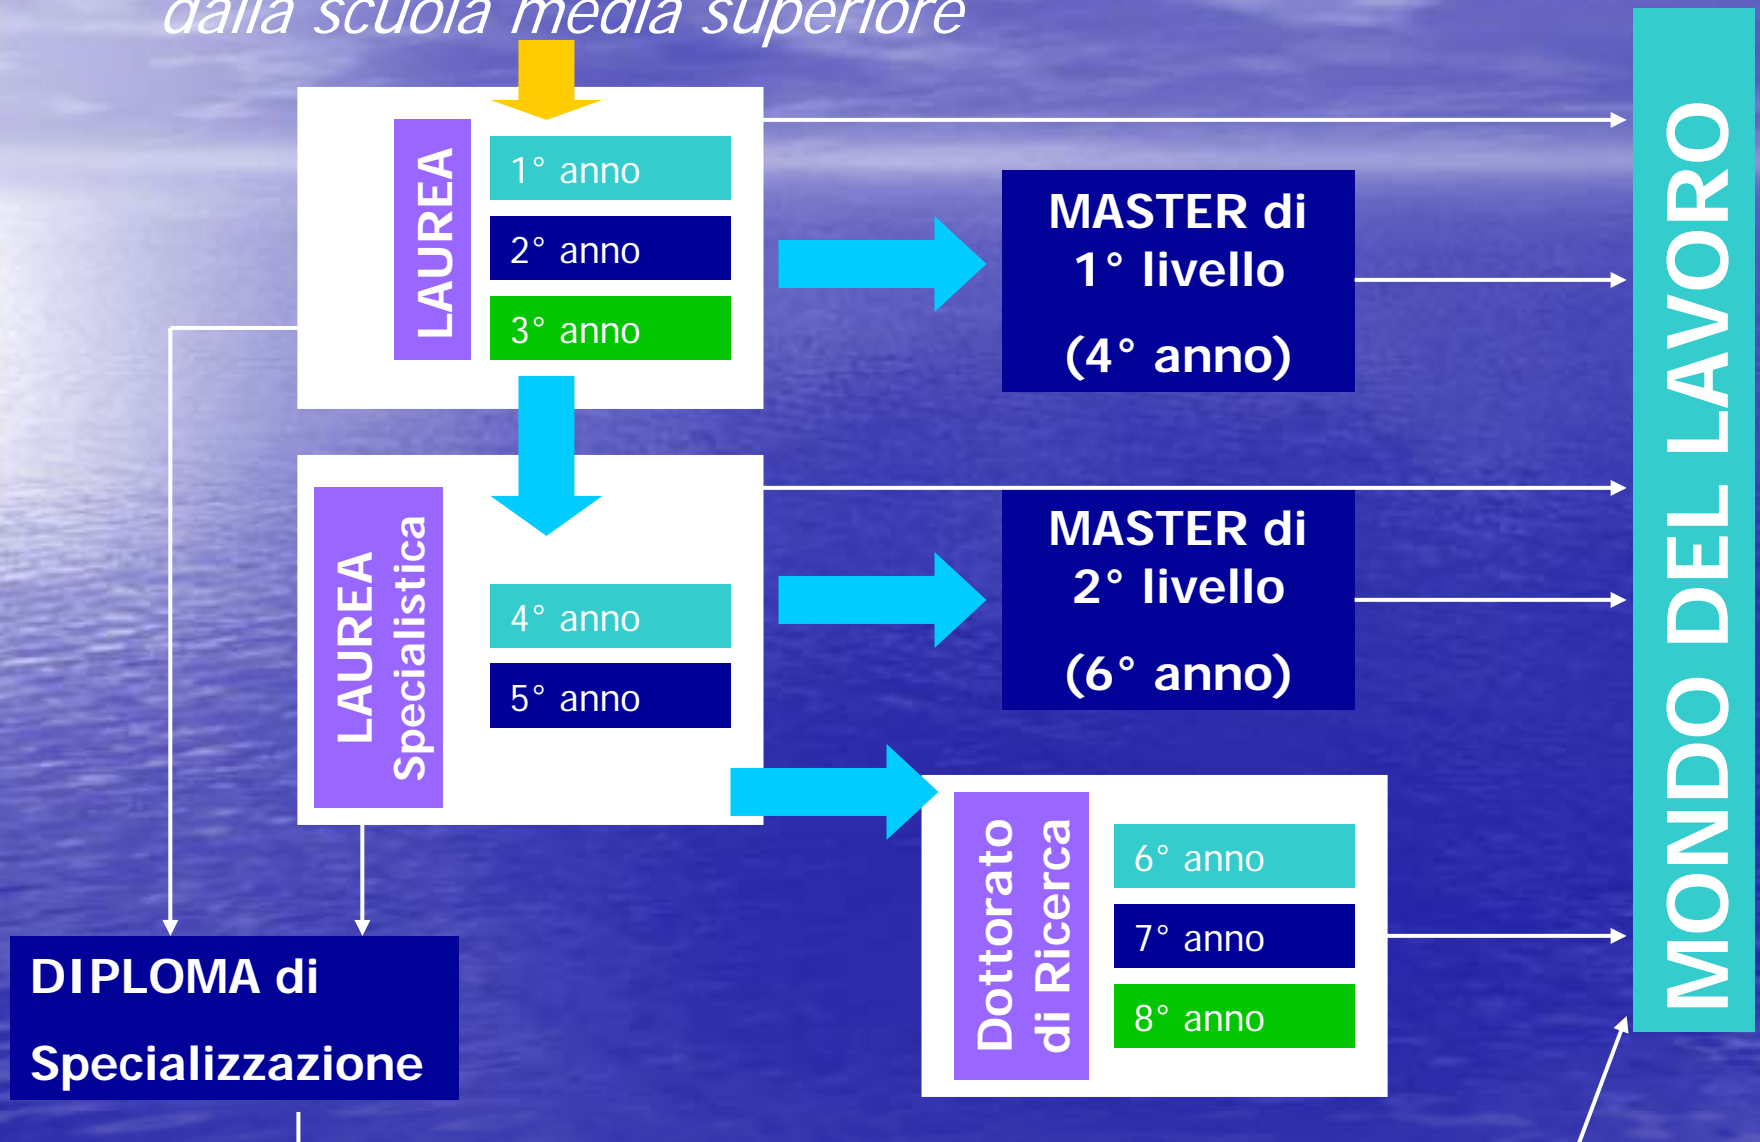 dalla scuola media superiore
LAUREA
1° anno
2° anno
3° anno
MASTER di
1° livello
(4° anno)
LAUREA
Specialistica
4° anno
5° anno
MASTER di
2° livello
(6° anno)
Dottorato
di Ricerca
6° anno
7° anno
8° anno
DIPLOMA di
Specializzazione
MONDO DEL LAVORO